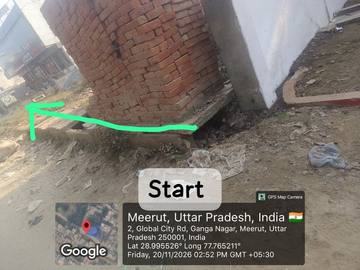 Start
GPS Map Camera
Google
Meerut, Uttar Pradesh, India 🇮🇳
2, Global City Rd, Ganga Nagar, Meerut, Uttar
Pradesh 250001, India
Lat 28.995526° Long 77.765211°
Friday, 20/11/2026 02:52 PM GMT +05:30